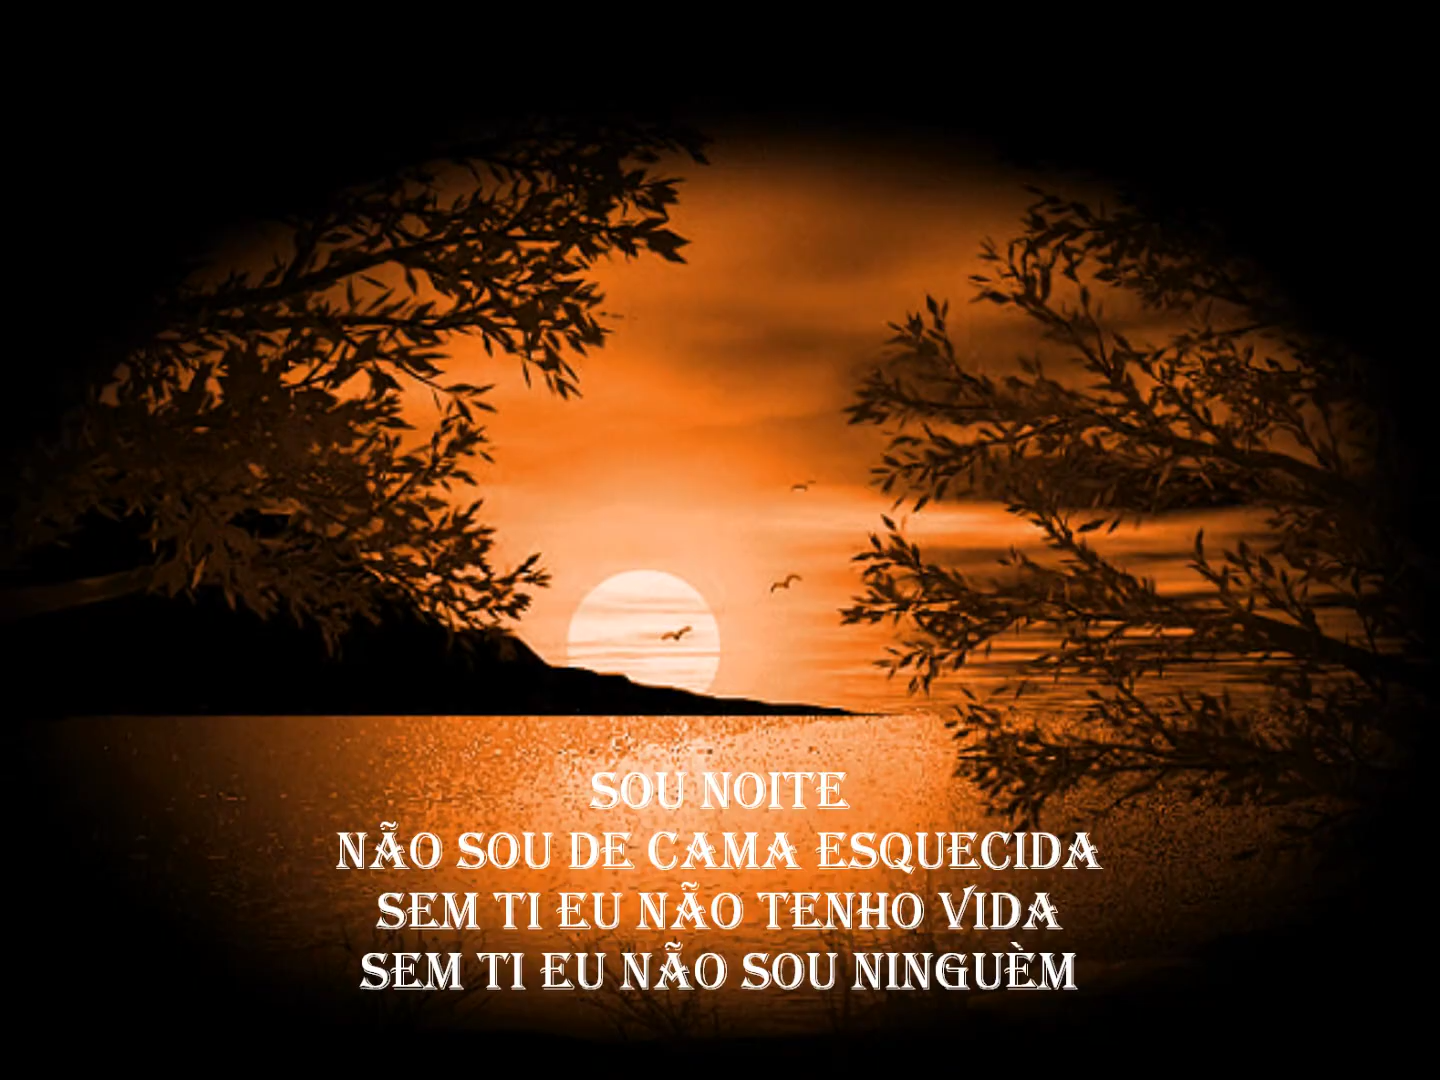 SOU NOITE
NÃO SOU DE CAMA ESQUECIDA
SEM TI EU NÃO TENHO VIDA
SEM TI EU NÃO SOU NINGUÈM